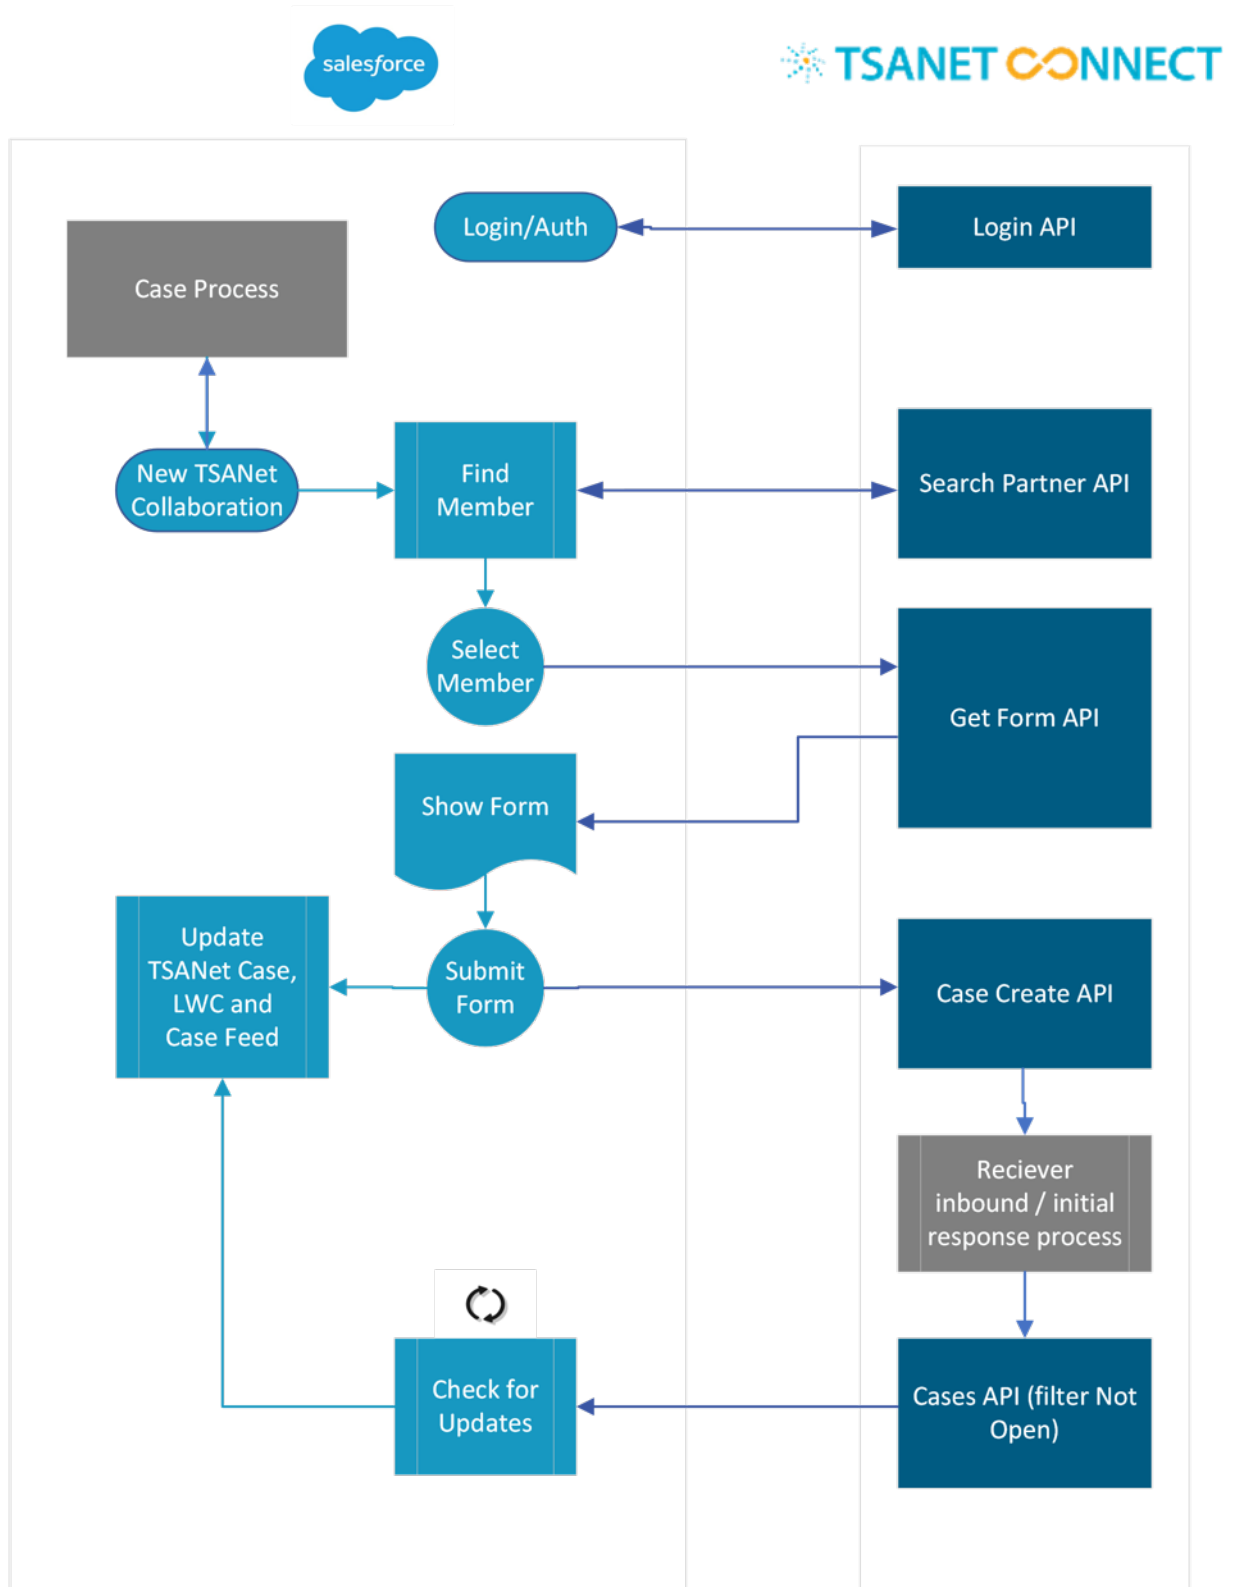 salesforce
TSANET CONNECT
Login/Auth
Login API
Case Process
New TSANet
Collaboration
Find
Member
Search Partner API
Select
Member
Get Form API
Show Form
Update
TSANet Case,
LWC and
Case Feed
Submit
Form
Case Create API
Reciever
inbound / initial
response process
Check for
Updates
Cases API (filter Not
Open)